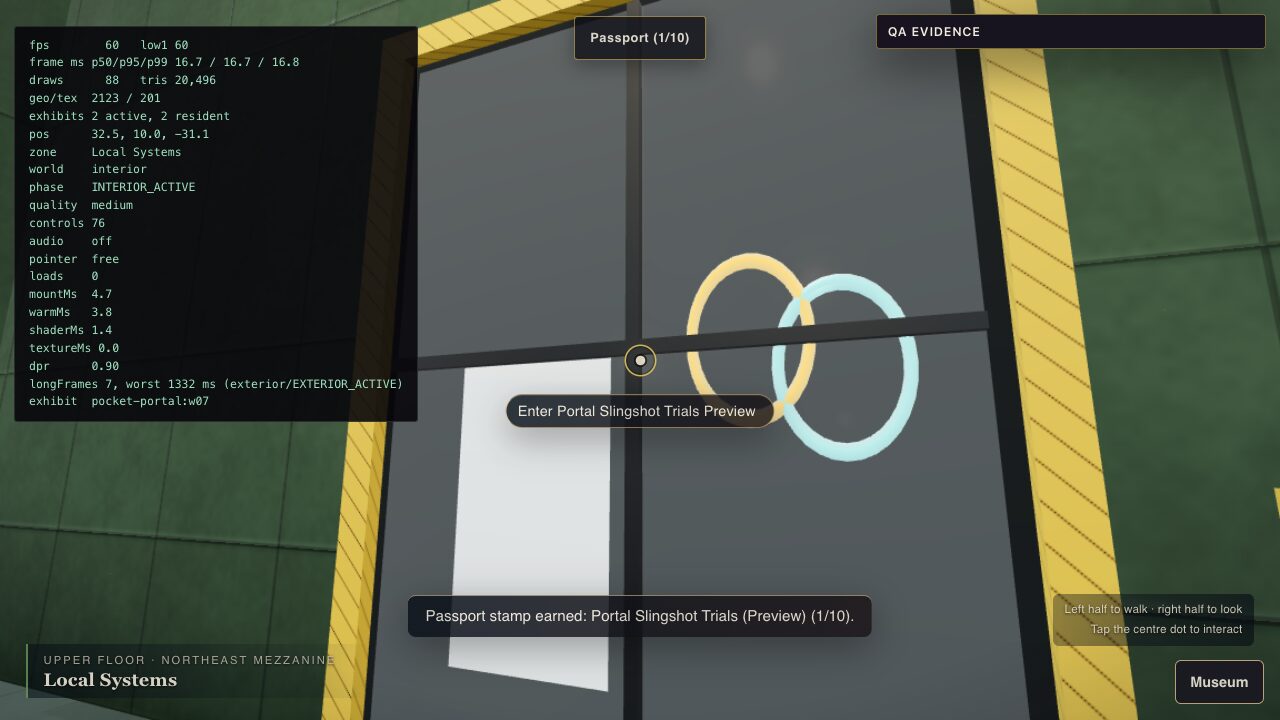 fps 60 low1 60
frame ms p50/p95/p99 16.7 / 16.7 / 16.8
draws 88 tris 20,496
geo/tex 2123 / 201
exhibits 2 active, 2 resident
pos 32.5, 10.0, −31.1
zone Local Systems
world interior
phase INTERIOR_ACTIVE
quality medium
controls 76
audio off
pointer free
loads 0
mountMs 4.7
warmMs 3.8
shaderMs 1.4
textureMs 0.0
dpr 0.90
longFrames 7, worst 1332 ms (exterior/EXTERIOR_ACTIVE)
exhibit pocket-portal:w07
Passport (1/10)
QA EVIDENCE
Enter Portal Slingshot Trials Preview
Passport stamp earned: Portal Slingshot Trials (Preview) (1/10).
Left half to walk · right half to look
Tap the centre dot to interact
UPPER FLOOR · NORTHEAST MEZZANINE
Local Systems
Museum